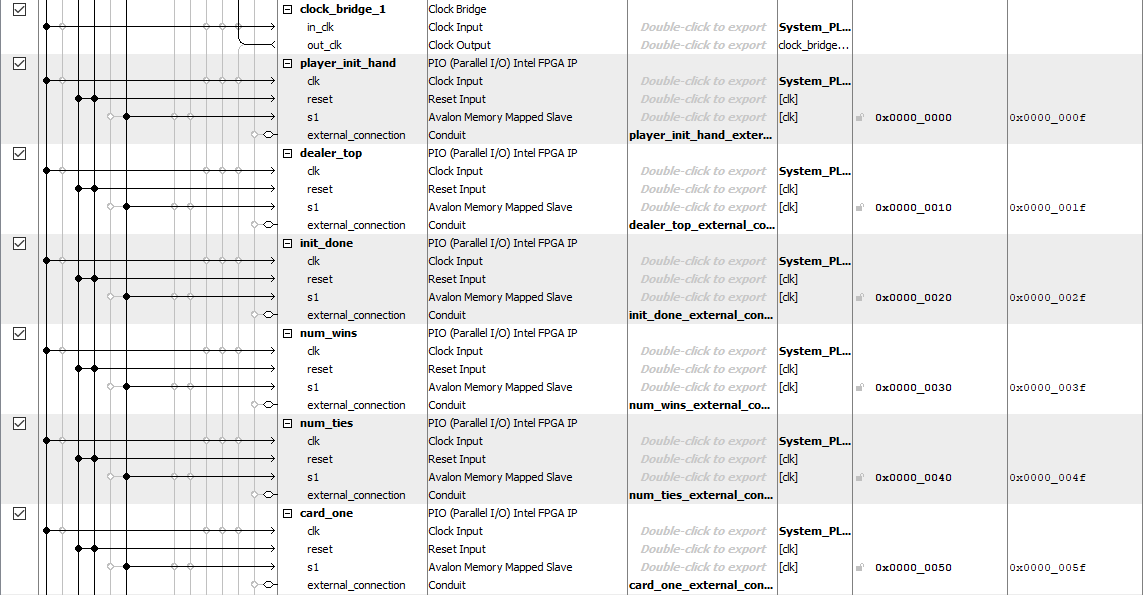 clock_bridge_1 Clock Bridge
in_clk Clock Input Double-click to export System_PL...
out_clk Clock Output Double-click to export clock_bridge...
player_init_hand PIO (Parallel I/O) Intel FPGA IP
clk Clock Input Double-click to export System_PL...
reset Reset Input Double-click to export [clk]
s1 Avalon Memory Mapped Slave Double-click to export [clk] 0x0000_0000 0x0000_000f
external_connection Conduit player_init_hand_exter...
dealer_top PIO (Parallel I/O) Intel FPGA IP
clk Clock Input Double-click to export System_PL...
reset Reset Input Double-click to export [clk]
s1 Avalon Memory Mapped Slave Double-click to export [clk] 0x0000_0010 0x0000_001f
external_connection Conduit dealer_top_external_co...
init_done PIO (Parallel I/O) Intel FPGA IP
clk Clock Input Double-click to export System_PL...
reset Reset Input Double-click to export [clk]
s1 Avalon Memory Mapped Slave Double-click to export [clk] 0x0000_0020 0x0000_002f
external_connection Conduit init_done_external_con...
num_wins PIO (Parallel I/O) Intel FPGA IP
clk Clock Input Double-click to export System_PL...
reset Reset Input Double-click to export [clk]
s1 Avalon Memory Mapped Slave Double-click to export [clk] 0x0000_0030 0x0000_003f
external_connection Conduit num_wins_external_co...
num_ties PIO (Parallel I/O) Intel FPGA IP
clk Clock Input Double-click to export System_PL...
reset Reset Input Double-click to export [clk]
s1 Avalon Memory Mapped Slave Double-click to export [clk] 0x0000_0040 0x0000_004f
external_connection Conduit num_ties_external_con...
card_one PIO (Parallel I/O) Intel FPGA IP
clk Clock Input Double-click to export System_PL...
reset Reset Input Double-click to export [clk]
s1 Avalon Memory Mapped Slave Double-click to export [clk] 0x0000_0050 0x0000_005f
external_connection Conduit card_one_external_con...